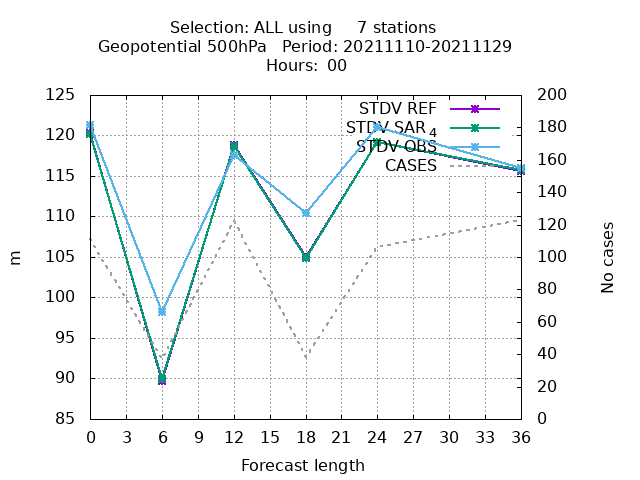 Selection: ALL using     7 stations
Geopotential 500hPa   Period: 20211110-20211129
Hours: 00
125 200
STDV REF
120 180
STDV SAR 4
STDV OBS
115 160
CASES
110 140
120
105 100
100 80
95 60
90 40
20
85 0
m
No cases
0 3 6 9 12 15 18 21 24 27 30 33 36
Forecast length